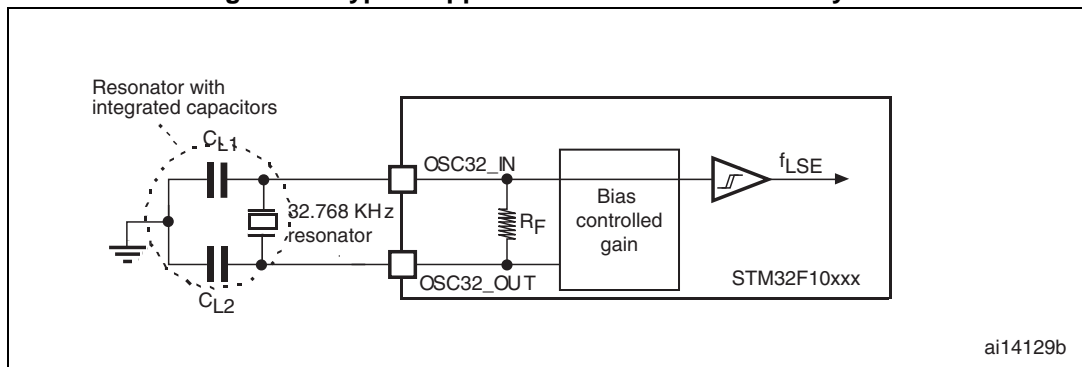 Resonator with
integrated capacitors
CL1
OSC32_IN
fLSE
Bias
controlled
gain
32.768 KHz
resonator
RF
STM32F10xxx
OSC32_OUT
CL2
ai14129b